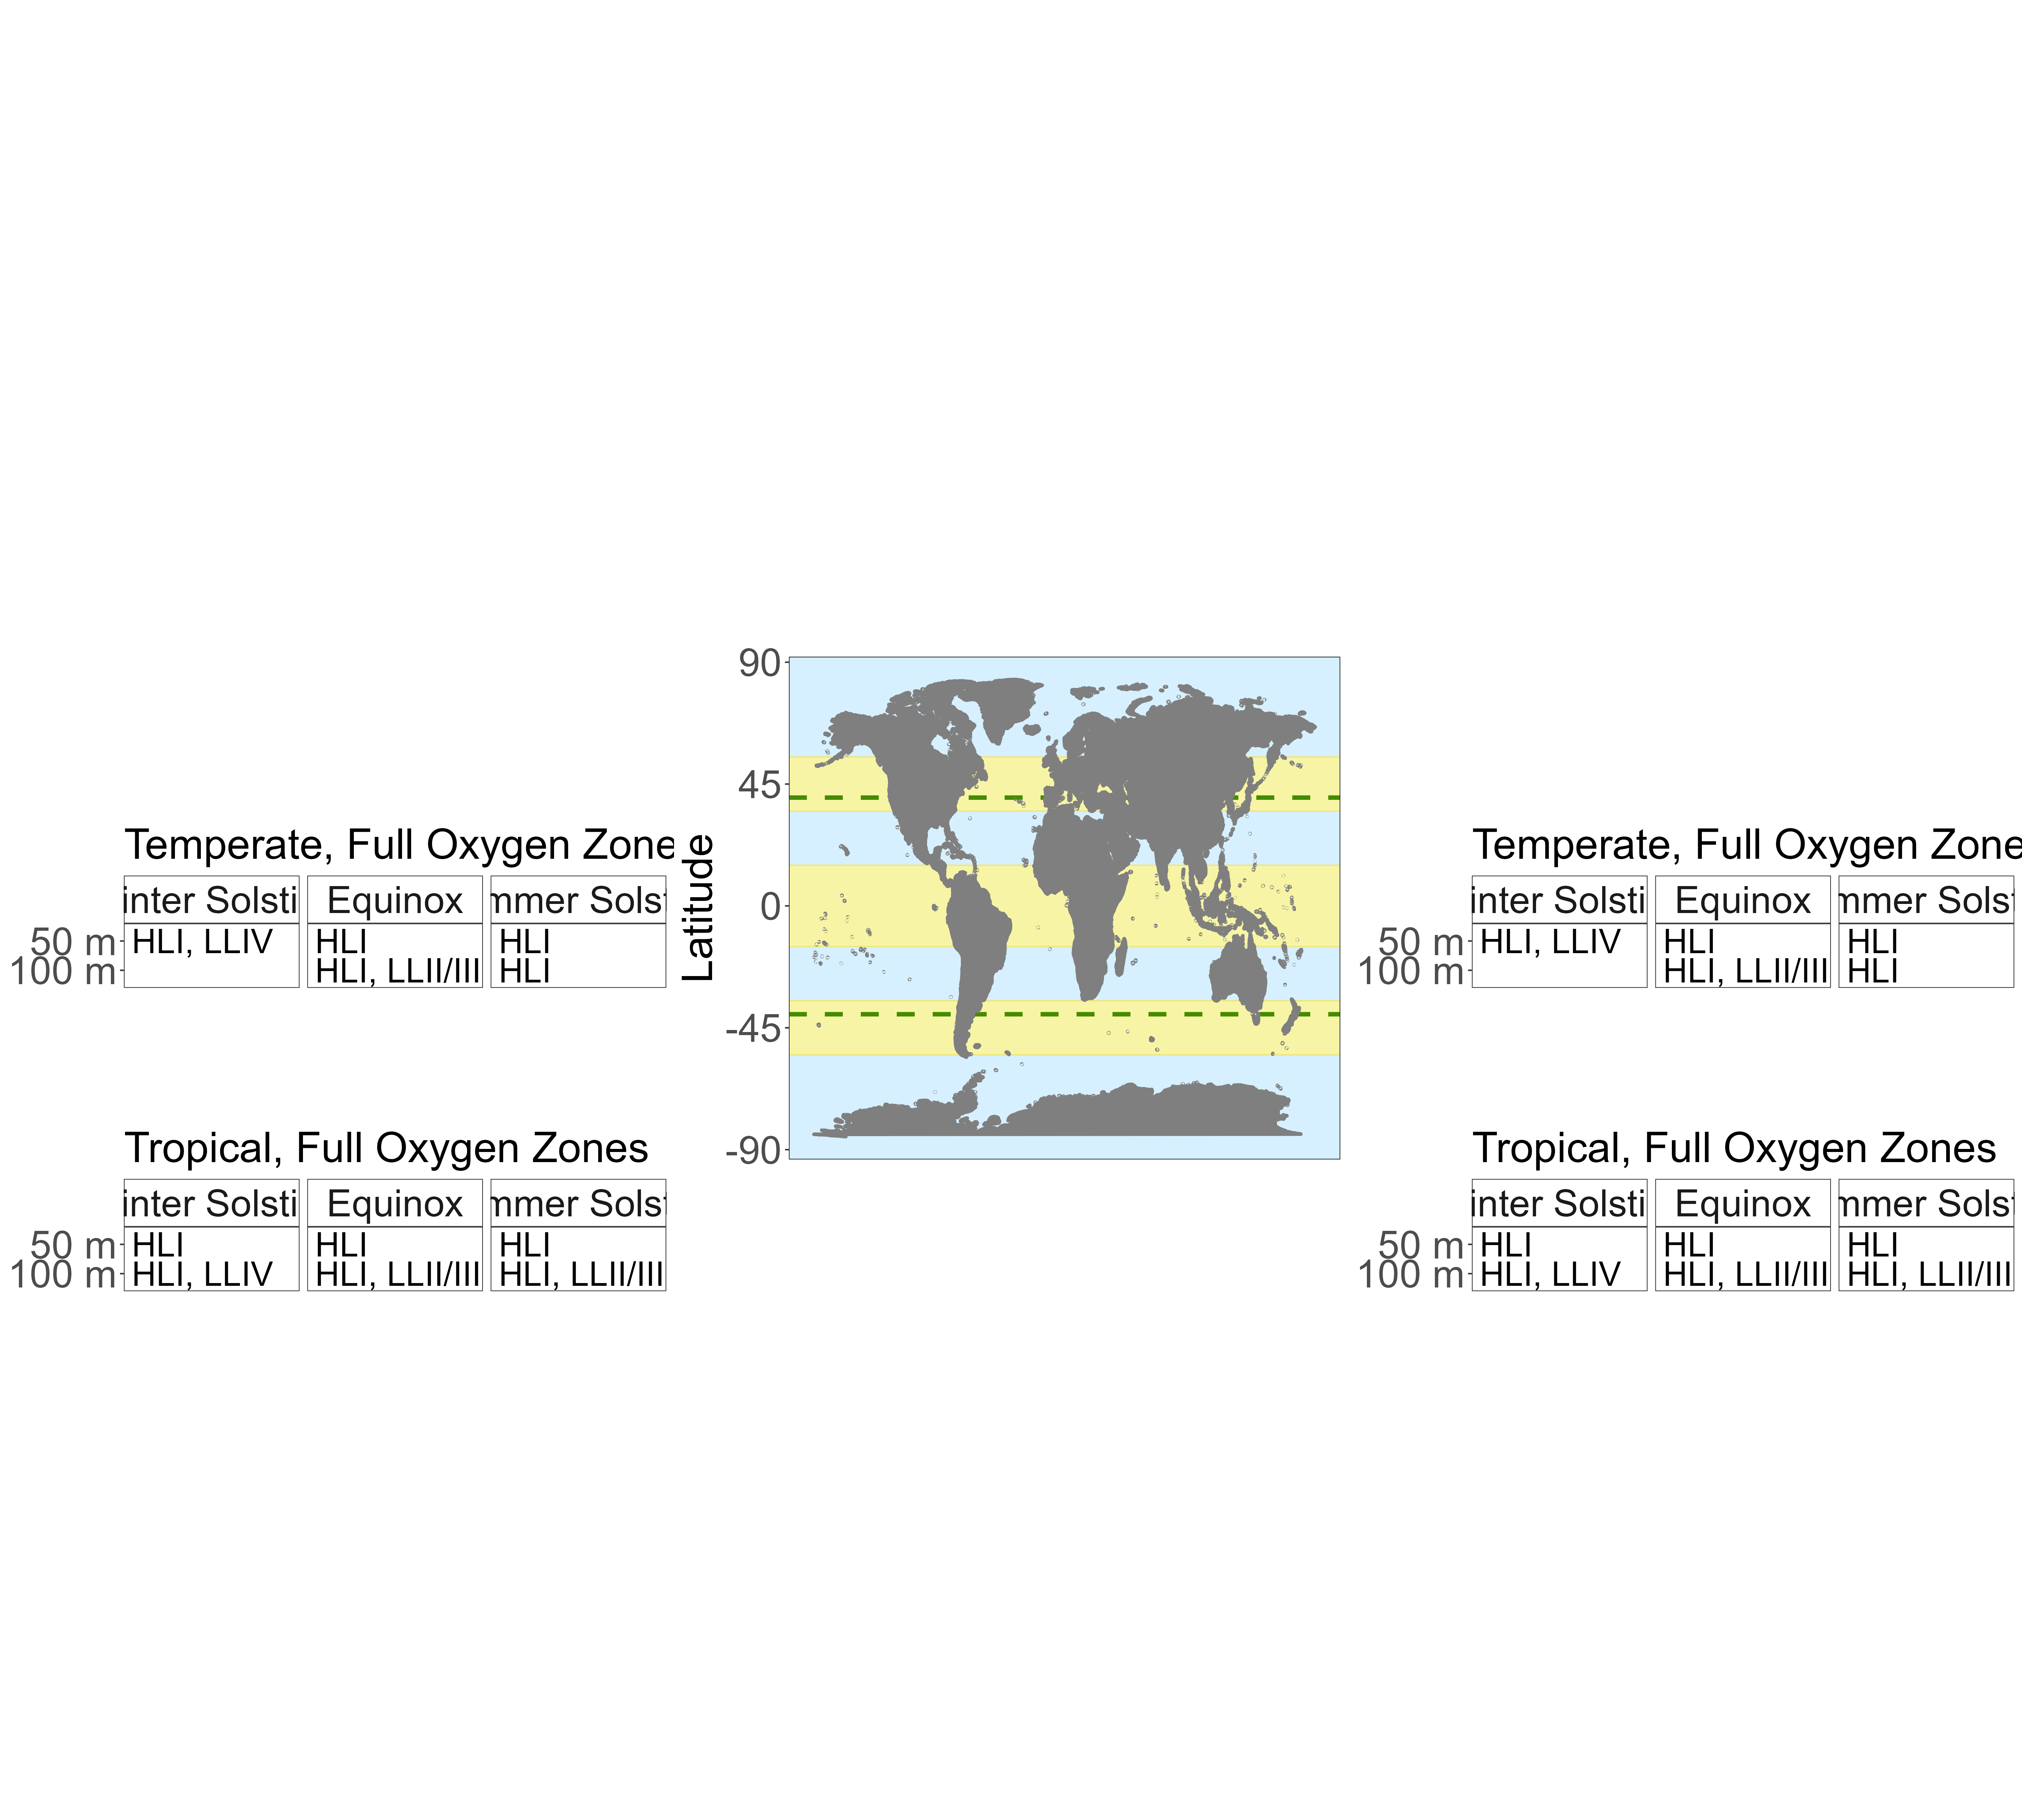 Temperate, Full Oxygen Zone
inter Solsti Equinox mmer Solst
50 m HLI, LLIV HLI HLI
100 m HLI, LLII/III HLI
Tropical, Full Oxygen Zones
inter Solsti Equinox mmer Solst
50 m HLI HLI HLI
100 m HLI, LLIV HLI, LLII/III HLI, LLII/III
Latitude
90
45
0
-45
-90
Temperate, Full Oxygen Zone
inter Solsti Equinox mmer Solst
50 m HLI, LLIV HLI HLI
100 m HLI, LLII/III HLI
Tropical, Full Oxygen Zones
inter Solsti Equinox mmer Solst
50 m HLI HLI HLI
100 m HLI, LLIV HLI, LLII/III HLI, LLII/III